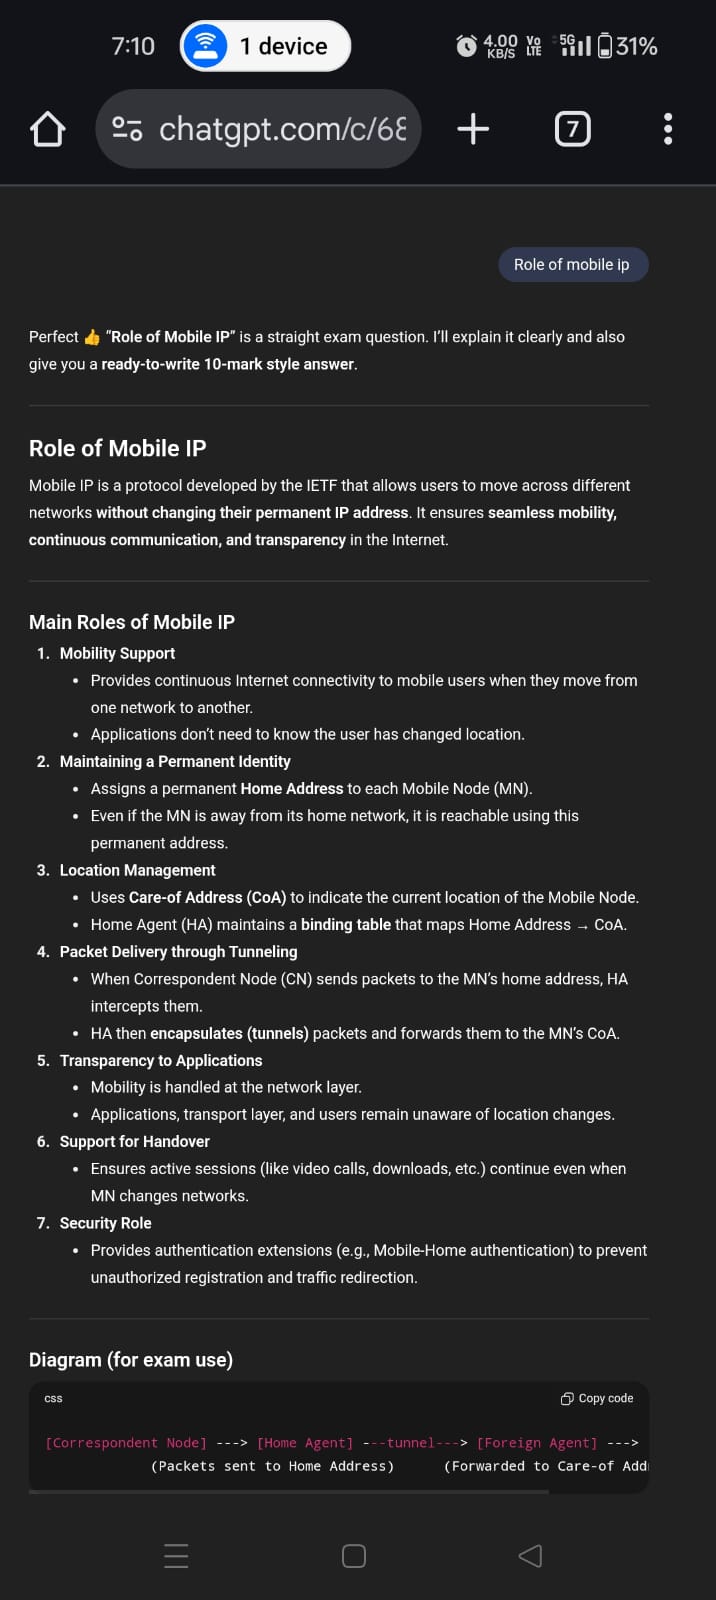 7:10 1 device 4.00 KB/S Vo LTE 5G 31%
chatgpt.com/c/68 7
Role of mobile ip
Perfect 👍 “Role of Mobile IP” is a straight exam question. I’ll explain it clearly and also
give you a ready-to-write 10-mark style answer.
Role of Mobile IP
Mobile IP is a protocol developed by the IETF that allows users to move across different
networks without changing their permanent IP address. It ensures seamless mobility,
continuous communication, and transparency in the Internet.
Main Roles of Mobile IP
1. Mobility Support
• Provides continuous Internet connectivity to mobile users when they move from
one network to another.
• Applications don’t need to know the user has changed location.
2. Maintaining a Permanent Identity
• Assigns a permanent Home Address to each Mobile Node (MN).
• Even if the MN is away from its home network, it is reachable using this
permanent address.
3. Location Management
• Uses Care-of Address (CoA) to indicate the current location of the Mobile Node.
• Home Agent (HA) maintains a binding table that maps Home Address → CoA.
4. Packet Delivery through Tunneling
• When Correspondent Node (CN) sends packets to the MN’s home address, HA
intercepts them.
• HA then encapsulates (tunnels) packets and forwards them to the MN’s CoA.
5. Transparency to Applications
• Mobility is handled at the network layer.
• Applications, transport layer, and users remain unaware of location changes.
6. Support for Handover
• Ensures active sessions (like video calls, downloads, etc.) continue even when
MN changes networks.
7. Security Role
• Provides authentication extensions (e.g., Mobile-Home authentication) to prevent
unauthorized registration and traffic redirection.
Diagram (for exam use)
css Copy code
[Correspondent Node] ---> [Home Agent] ---tunnel---> [Foreign Agent] --->
(Packets sent to Home Address) (Forwarded to Care-of Add